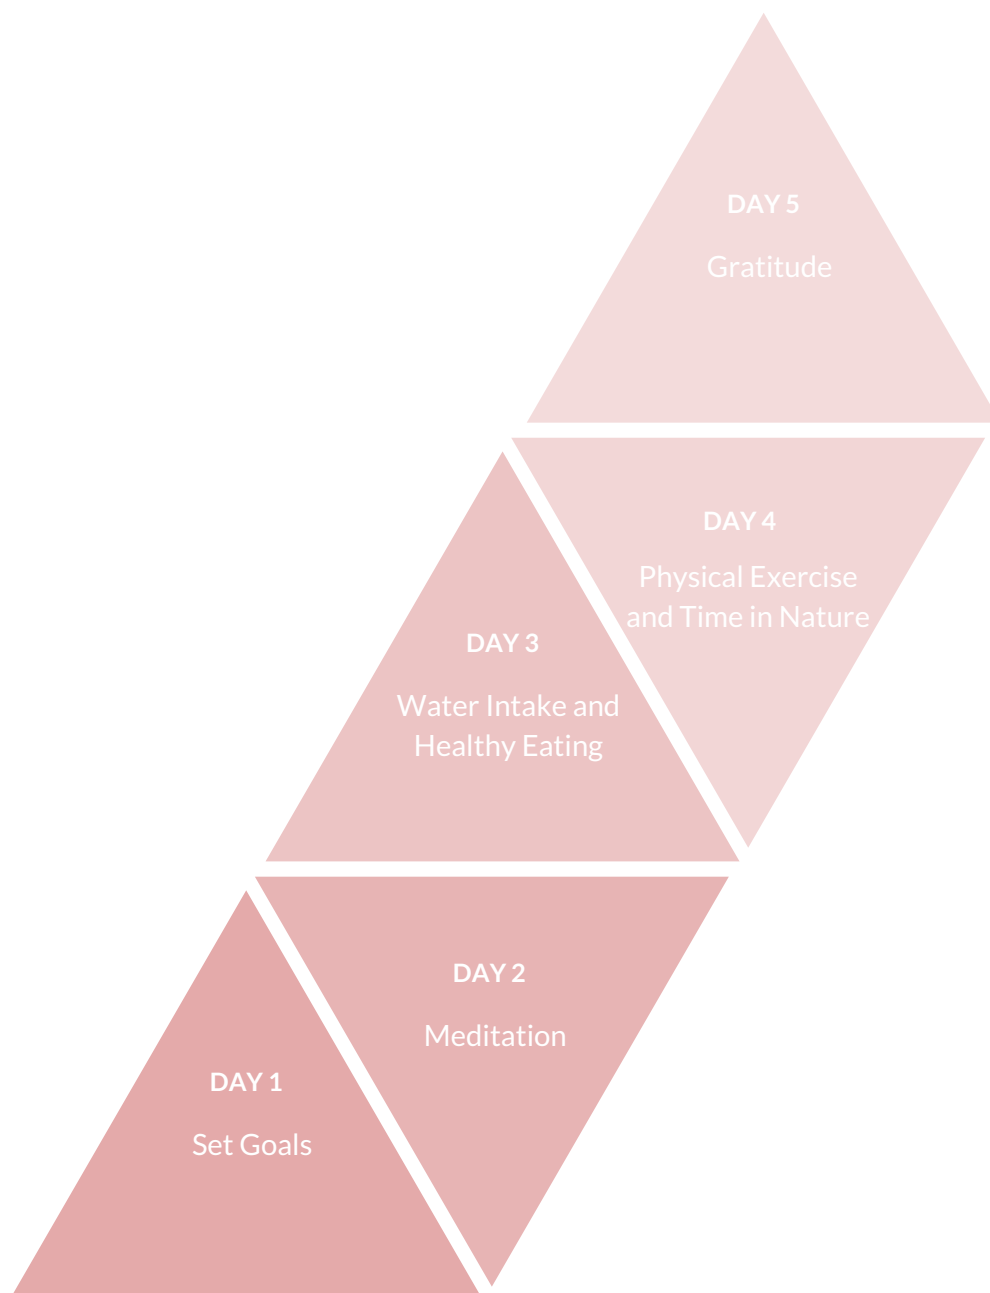 DAY 5
Gratitude
DAY 4
Physical Exercise
and Time in Nature
DAY 3
Water Intake and
Healthy Eating
DAY 2
Meditation
DAY 1
Set Goals